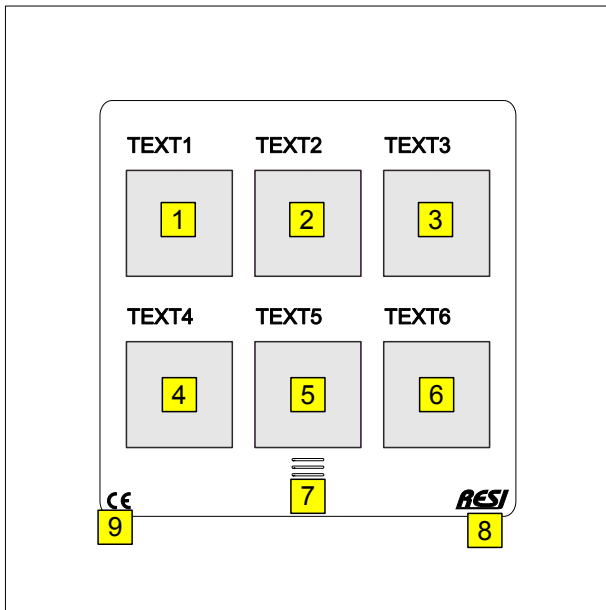 TEXT1 TEXT2 TEXT3
1 2 3
TEXT4 TEXT5 TEXT6
4 5 6
7
CE RESI
9 8